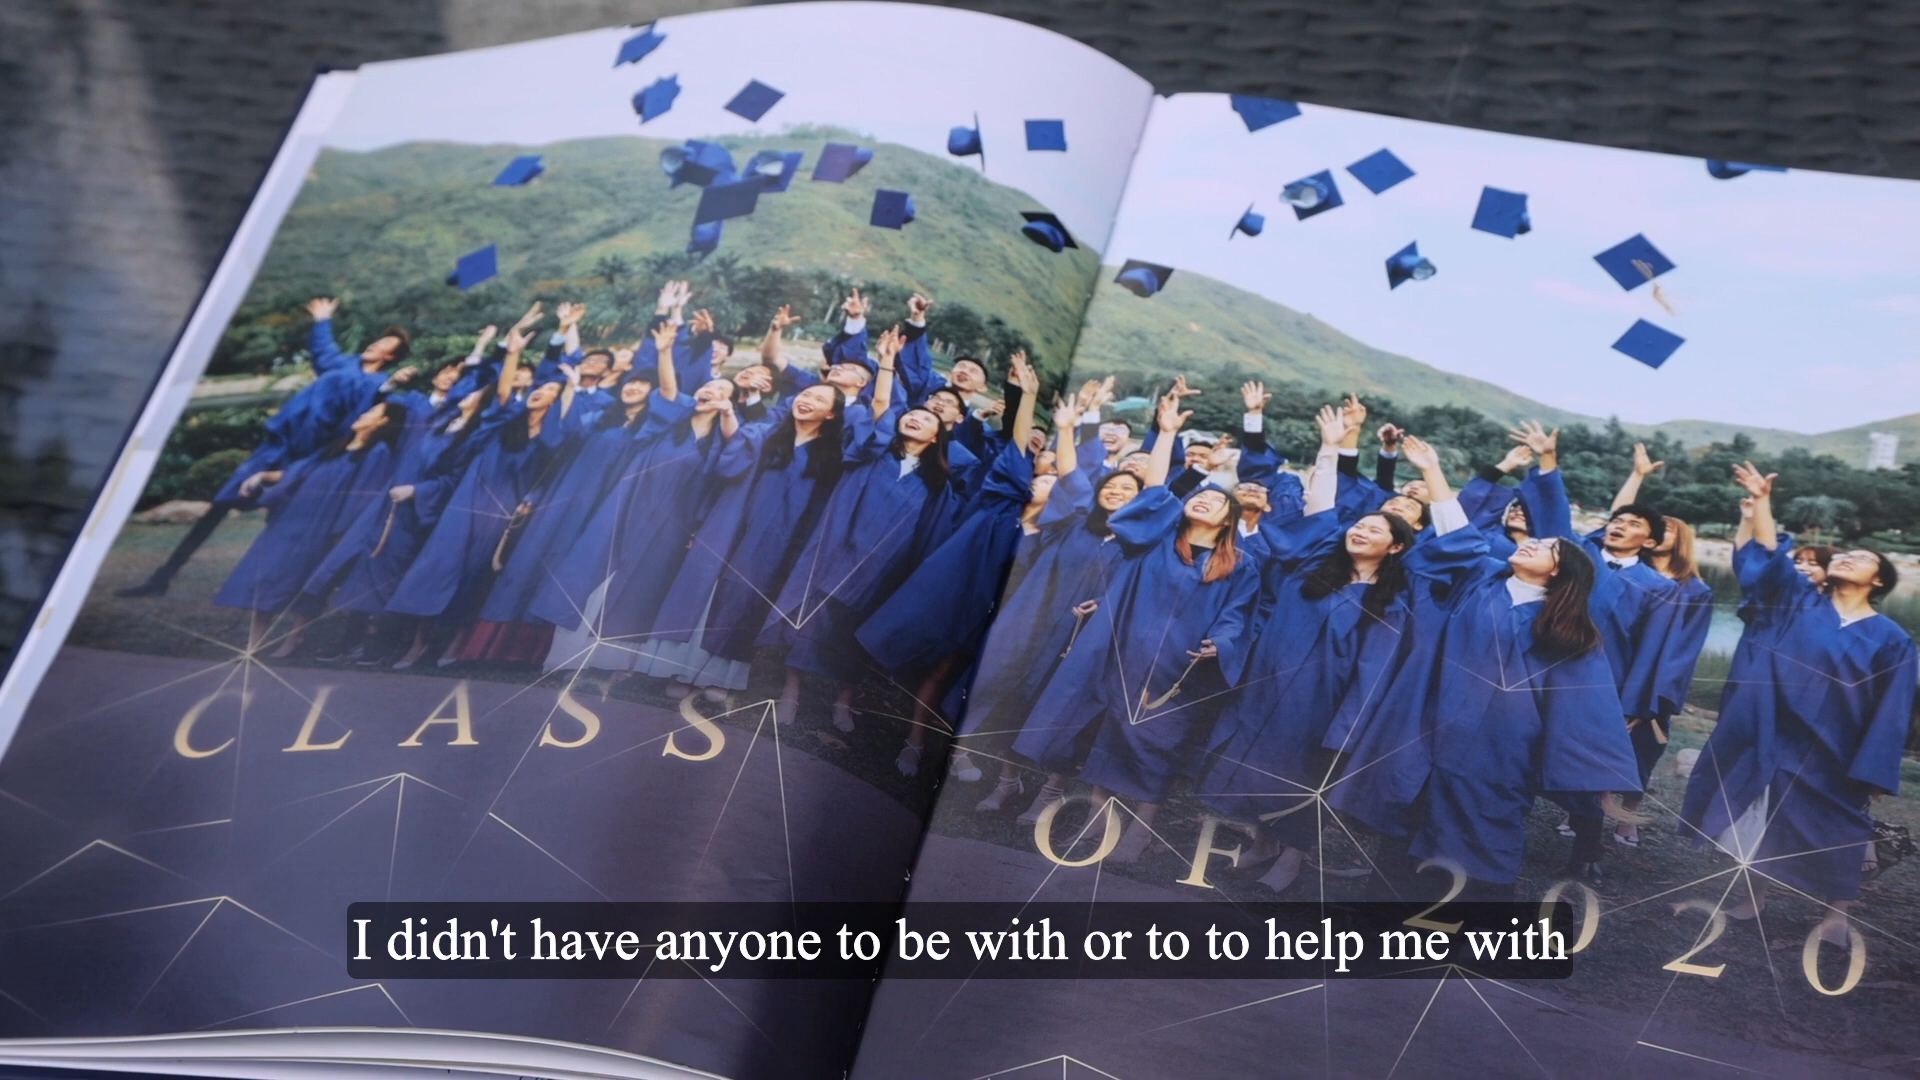 CLASS OF 2020
I didn't have anyone to be with or to to help me with